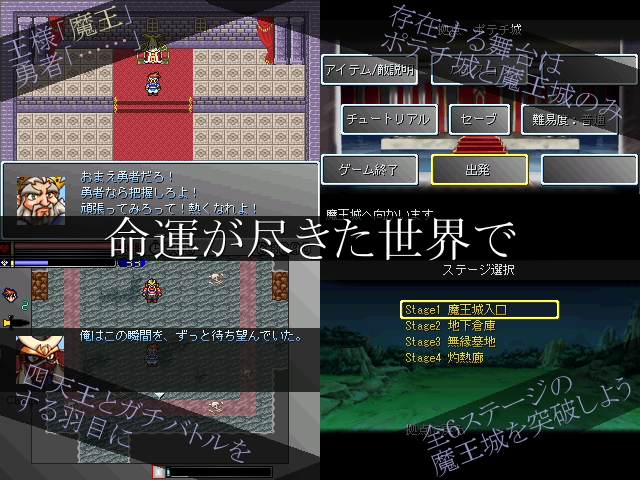 王様「魔王」
勇者「・・・・・」
おまえ勇者だろ！
勇者なら把握しろよ！
頑張ってみろって！熱くなれよ！
存在する舞台は
ポテチ城と魔王城のみ
拠点：ポテチ城
アイテム/敵説明
チュートリアル
セーブ
難易度：普通
ゲーム終了
出発
魔王城へ向かいます
命運が尽きた世界で
俺はこの瞬間を、ずっと待ち望んでいた。
四天王とガチバトルを
する羽目に
ステージ選択
Stage1 魔王城入口
Stage2 地下倉庫
Stage3 無縁墓地
Stage4 灼熱廊
全6ステージの
魔王城を突破しよう